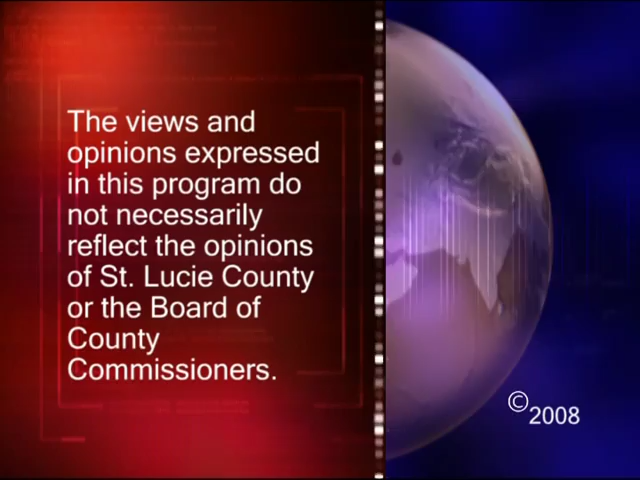 The views and
opinions expressed
in this program do
not necessarily
reflect the opinions
of St. Lucie County
or the Board of
County
Commissioners.
© 2008